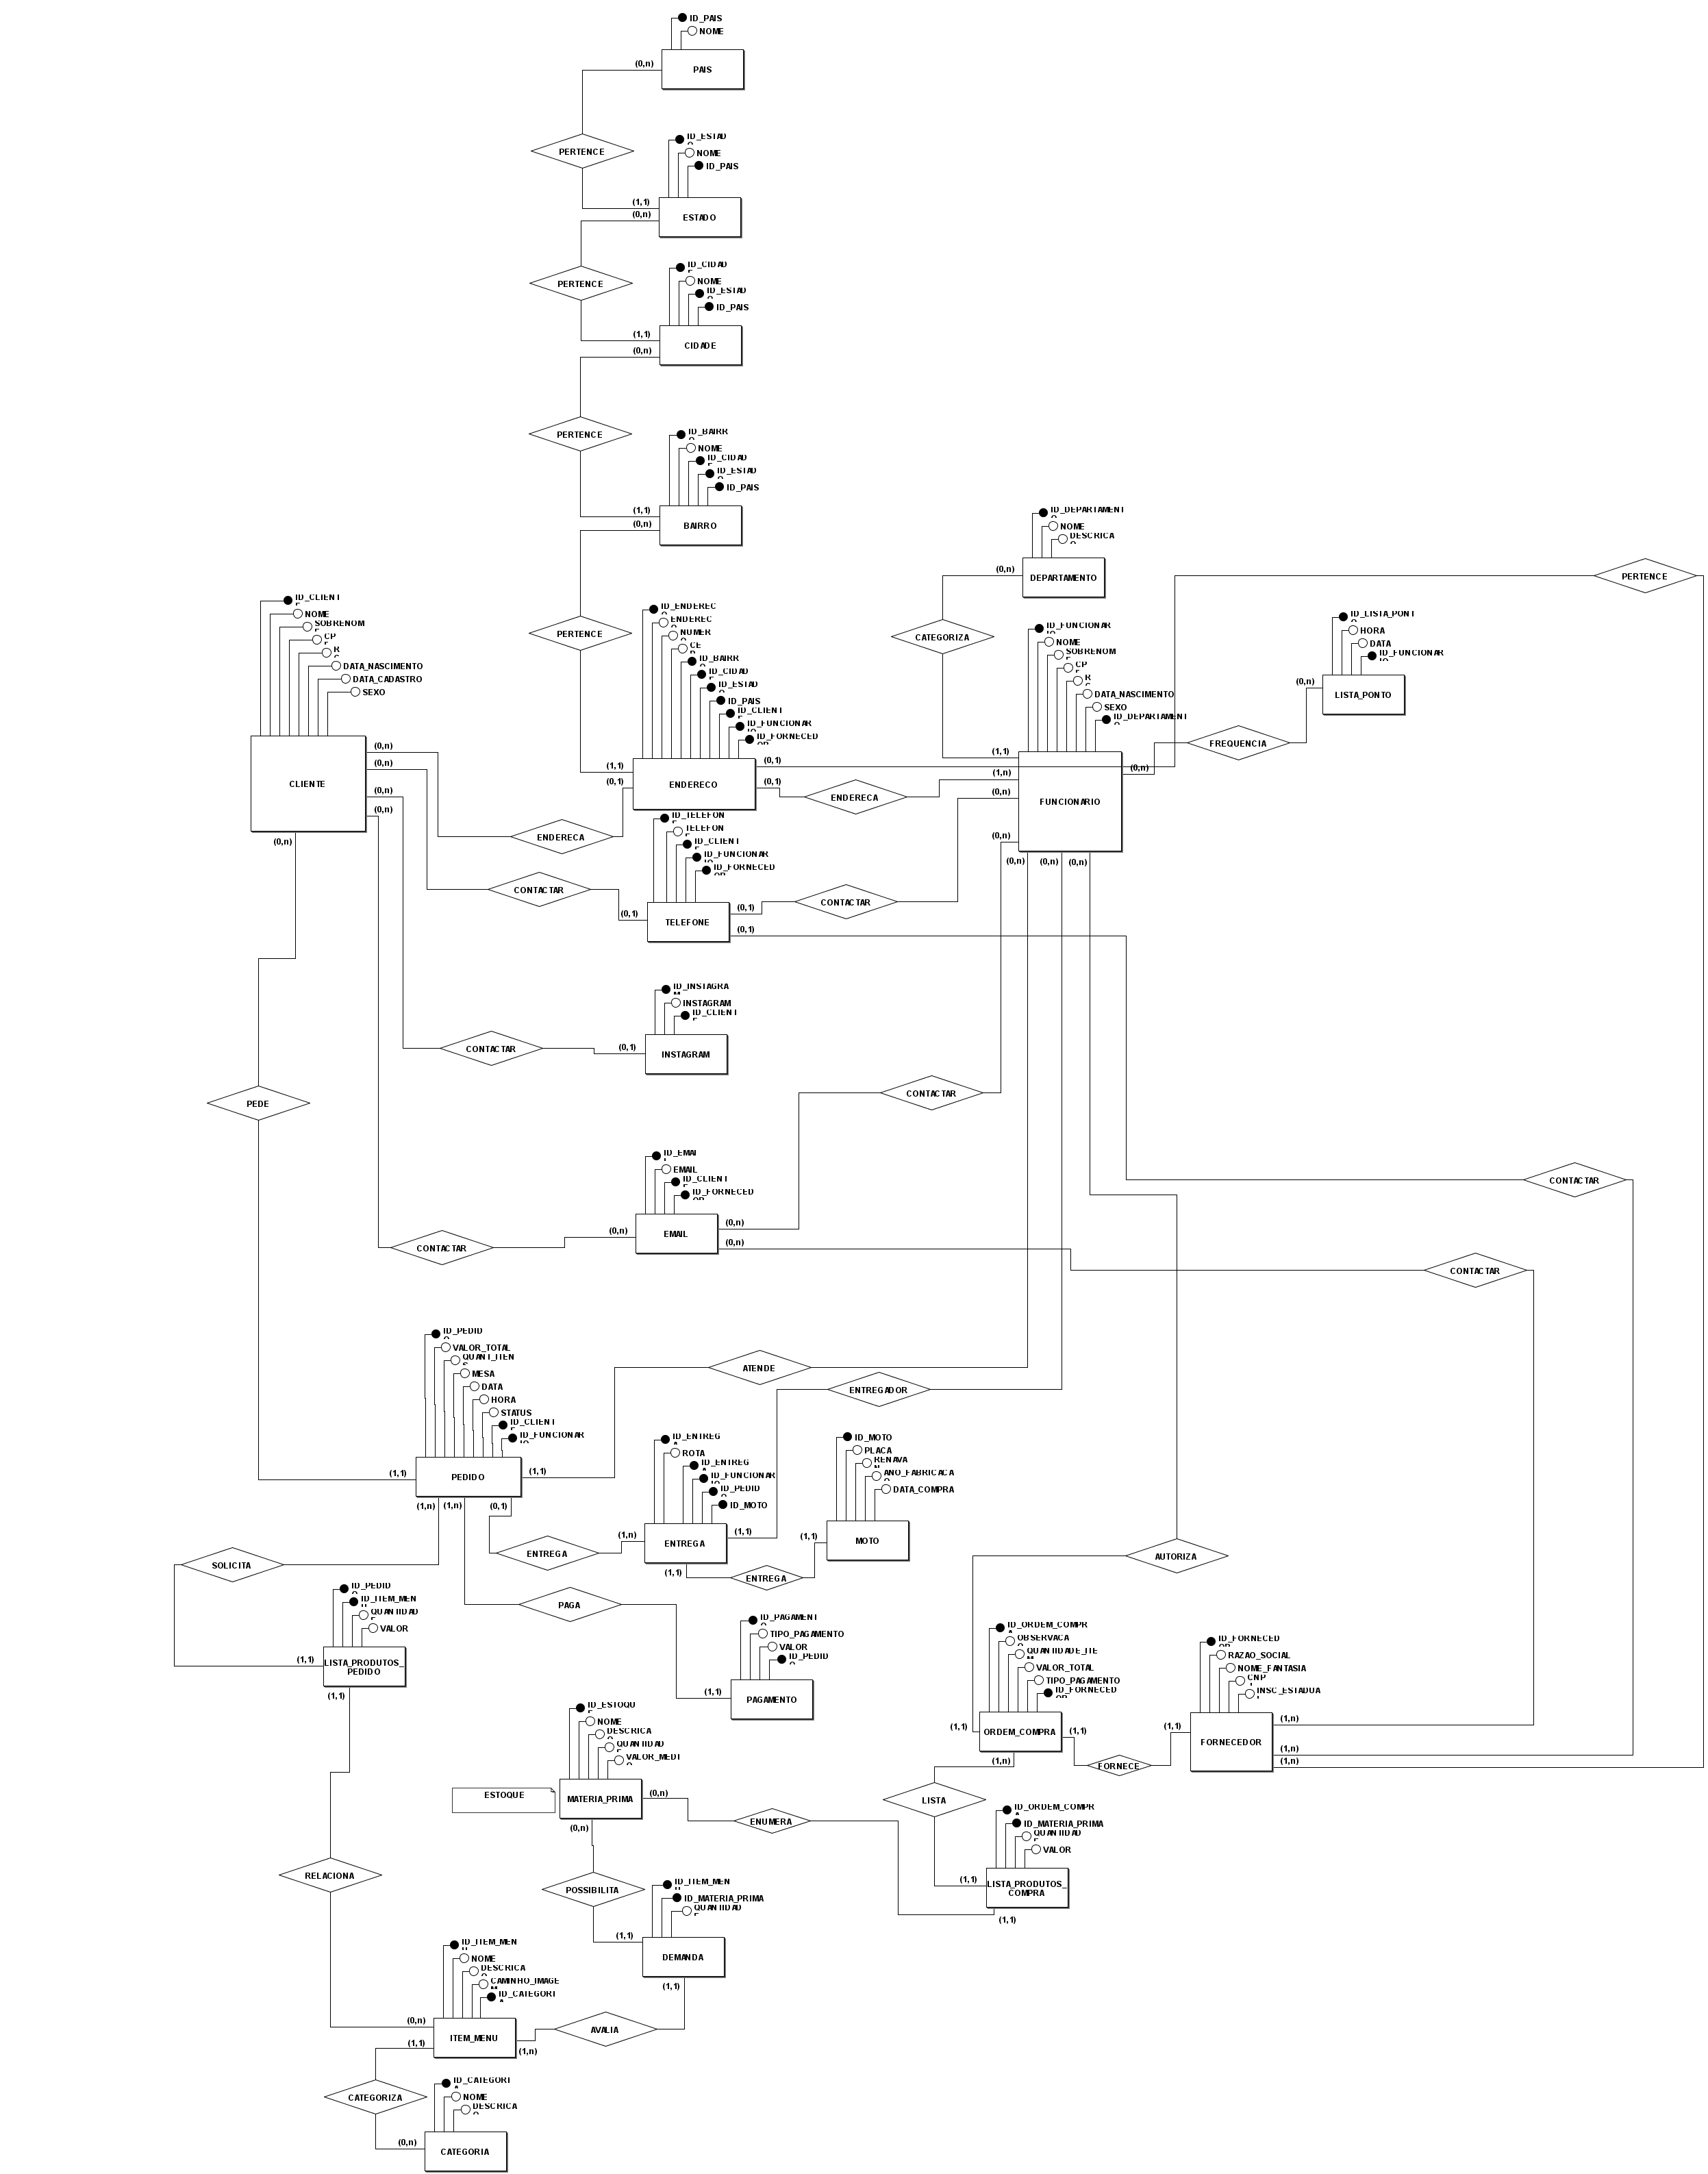 ID_PAIS
NOME
(0,n)
PAIS
PERTENCE
ID_ESTADO
NOME
ID_PAIS
(1,1)
(0,n)
ESTADO
PERTENCE
ID_CIDADE
NOME
ID_ESTADO
ID_PAIS
(1,1)
(0,n)
CIDADE
PERTENCE
ID_BAIRRO
NOME
ID_CIDADE
ID_ESTADO
ID_PAIS
(1,1)
(0,n)
BAIRRO
PERTENCE
ID_DEPARTAMENTO
NOME
DESCRICAO
(0,n)
DEPARTAMENTO
PERTENCE
CATEGORIZA
ID_CLIENTE
NOME
SOBRENOME
CPF
RG
DATA_NASCIMENTO
DATA_CADASTRO
SEXO
CLIENTE
(0,n)
(0,n)
(0,n)
(0,n)
(0,n)
ID_ENDERECO
ENDERECO
NUMERO
CEP
ID_BAIRRO
ID_CIDADE
ID_ESTADO
ID_PAIS
ID_CLIENTE
ID_FUNCIONARIO
ID_FORNECEDOR
(1,1)
(0,1)
ENDERECO
(0,1)
(0,1)
ENDERECA
ENDERECA
ID_FUNCIONARIO
NOME
SOBRENOME
CPF
RG
DATA_NASCIMENTO
SEXO
ID_DEPARTAMENTO
(1,1)
(1,n)
(0,n)
(0,n)
FUNCIONARIO
(0,n)
(0,n)
(0,n)
(0,n)
FREQUENCIA
ID_LISTA_PONTO
HORA
DATA
ID_FUNCIONARIO
(0,n)
LISTA_PONTO
ID_TELEFONE
TELEFONE
ID_CLIENTE
ID_FUNCIONARIO
ID_FORNECEDOR
CONTACTAR
(0,1)
TELEFONE
(0,1)
(0,1)
CONTACTAR
ID_INSTAGRAM
INSTAGRAM
ID_CLIENTE
CONTACTAR
(0,1)
INSTAGRAM
CONTACTAR
PEDE
ID_EMAIL
EMAIL
ID_CLIENTE
ID_FORNECEDOR
CONTACTAR
CONTACTAR
(0,n)
EMAIL
(0,n)
(0,n)
CONTACTAR
ID_PEDIDO
VALOR_TOTAL
QUANT_ITENS
MESA
DATA
HORA
STATUS
ID_CLIENTE
ID_FUNCIONARIO
(1,1)
PEDIDO
(1,1)
(1,n)
(1,n)
(0,1)
ATENDE
ENTREGADOR
ID_ENTREGA
ROTA
ID_ENTREGA
ID_FUNCIONARIO
ID_PEDIDO
ID_MOTO
ENTREGA
(1,n)
ENTREGA
(1,1)
(1,1)
ENTREGA
(1,1)
ID_MOTO
PLACA
RENAVAN
ANO_FABRICACAO
DATA_COMPRA
MOTO
AUTORIZA
SOLICITA
ID_PEDIDO
ID_ITEM_MENU
QUANTIDADE
VALOR
(1,1)
LISTA_PRODUTOS_
PEDIDO
(1,1)
PAGA
ID_PAGAMENTO
TIPO_PAGAMENTO
VALOR
ID_PEDIDO
(1,1)
PAGAMENTO
ID_ORDEM_COMPRA
OBSERVACAO
QUANTIDADE_ITEM
VALOR_TOTAL
TIPO_PAGAMENTO
ID_FORNECEDOR
(1,1)
ORDEM_COMPRA
(1,1)
(1,n)
FORNECE
ID_FORNECEDOR
RAZAO_SOCIAL
NOME_FANTASIA
CNPJ
INSC_ESTADUAL
(1,1)
FORNECEDOR
(1,n)
(1,n)
(1,n)
ID_ESTOQUE
NOME
DESCRICAO
QUANTIDADE
VALOR_MEDIO
ESTOQUE
MATERIA_PRIMA
(0,n)
(0,n)
ENUMERA
LISTA
ID_ORDEM_COMPRA
ID_MATERIA_PRIMA
QUANTIDADE
VALOR
(1,1)
LISTA_PRODUTOS_
COMPRA
(1,1)
RELACIONA
POSSIBILITA
ID_ITEM_MENU
ID_MATERIA_PRIMA
QUANTIDADE
(1,1)
DEMANDA
(1,1)
ID_ITEM_MENU
NOME
DESCRICAO
CAMINHO_IMAGEM
ID_CATEGORIA
(0,n)
ITEM_MENU
(1,1)
(1,n)
AVALIA
CATEGORIZA
ID_CATEGORIA
NOME
DESCRICAO
(0,n)
CATEGORIA